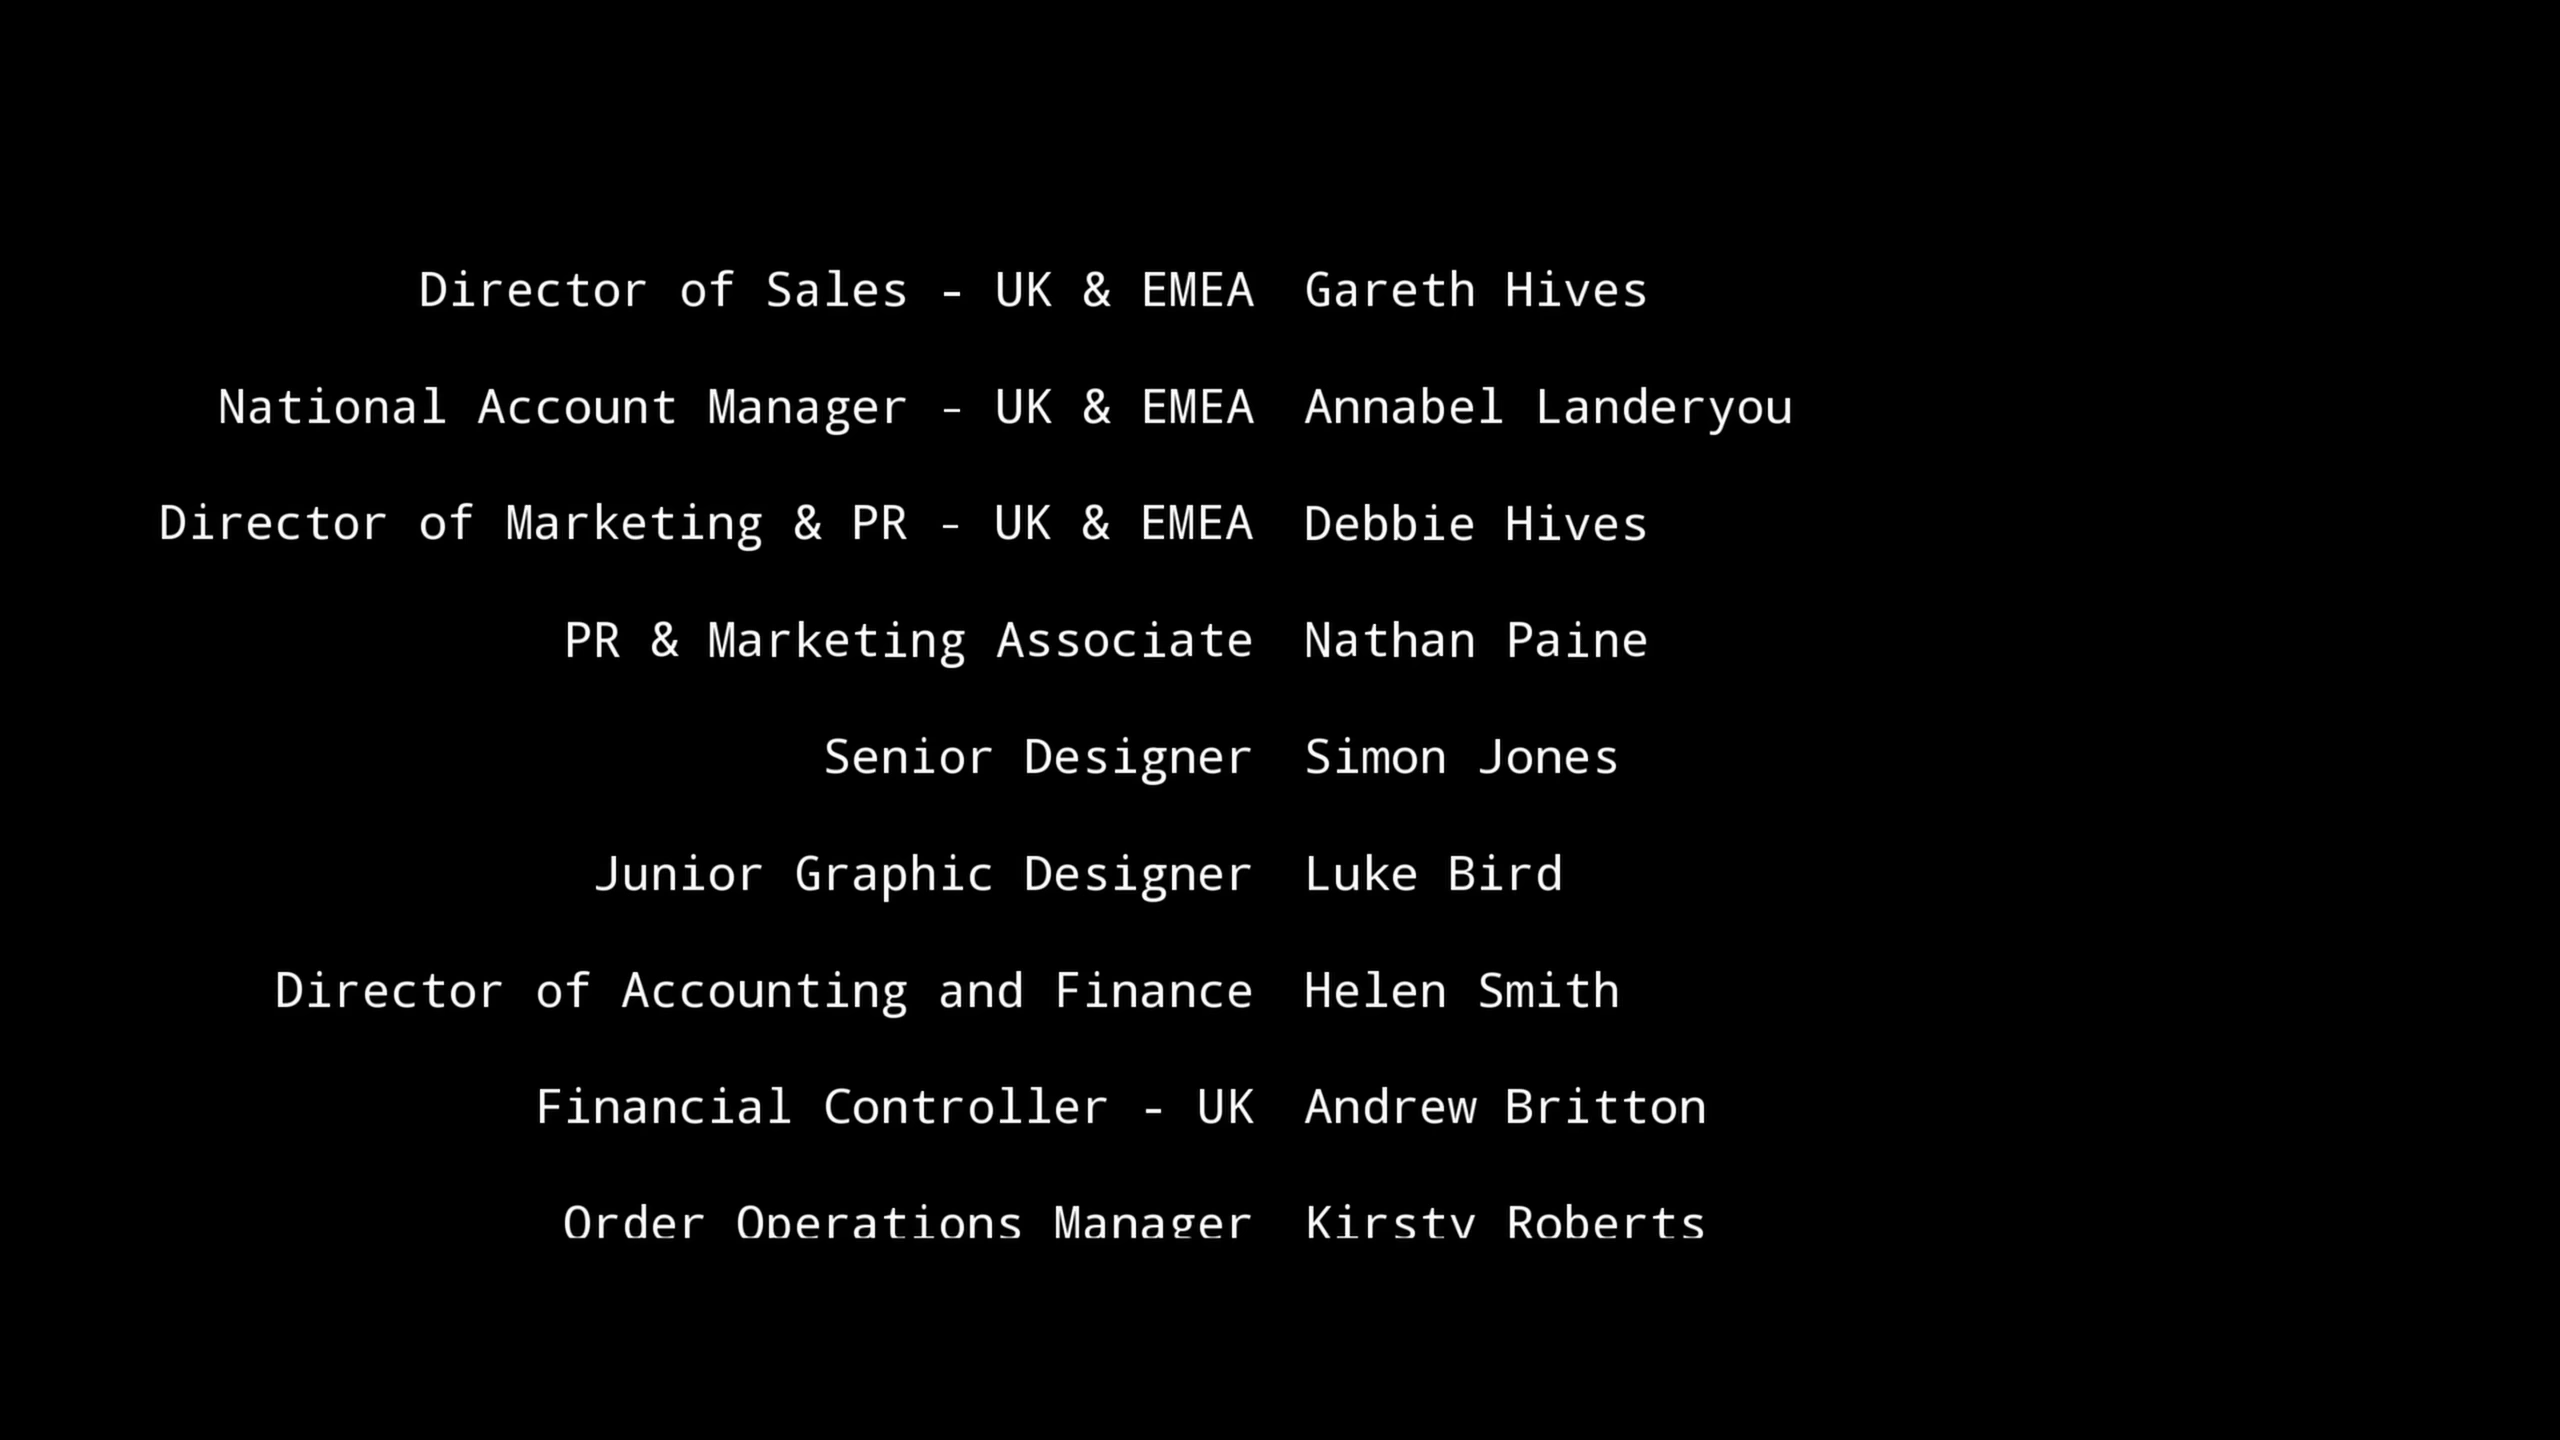 Director of Sales - UK & EMEA Gareth Hives
National Account Manager - UK & EMEA Annabel Landeryou
Director of Marketing & PR - UK & EMEA Debbie Hives
PR & Marketing Associate Nathan Paine
Senior Designer Simon Jones
Junior Graphic Designer Luke Bird
Director of Accounting and Finance Helen Smith
Financial Controller - UK Andrew Britton
Order Operations Manager Kirsty Roberts